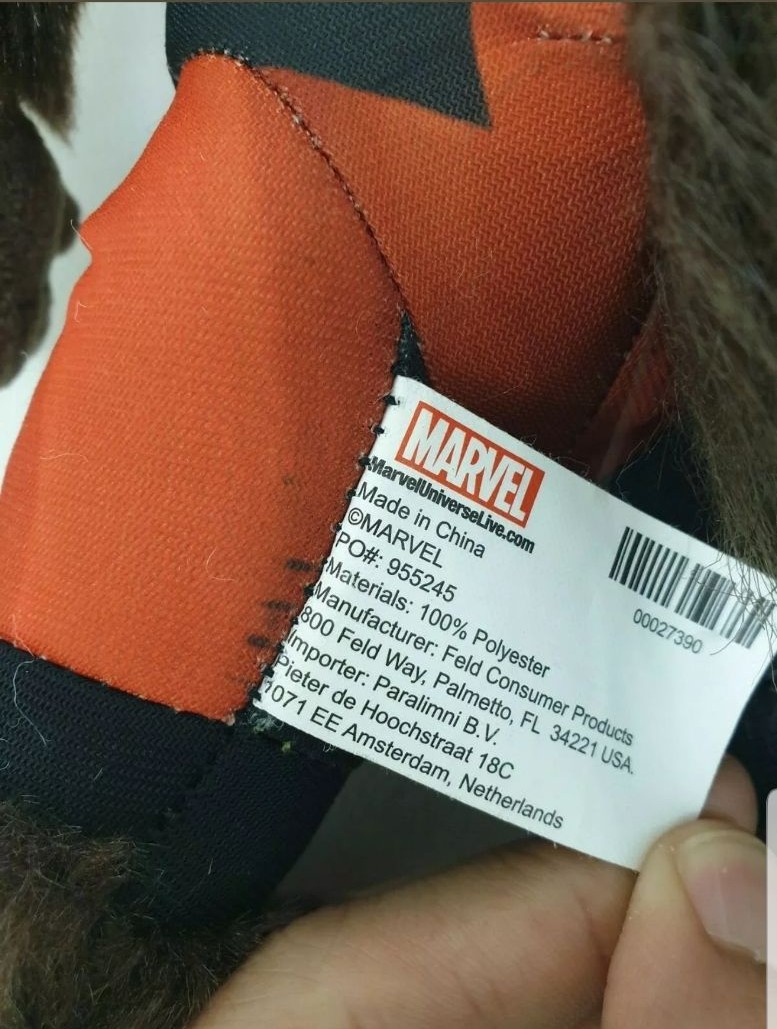 MARVEL
MarvelUniverseLive.com
Made in China
©MARVEL
PO#: 955245
Materials: 100% Polyester
Manufacturer: Feld Consumer Products
800 Feld Way, Palmetto, FL 34221 USA.
Importer: Paralimni B.V.
Pieter de Hoochstraat 18C
1071 EE Amsterdam, Netherlands
00027390